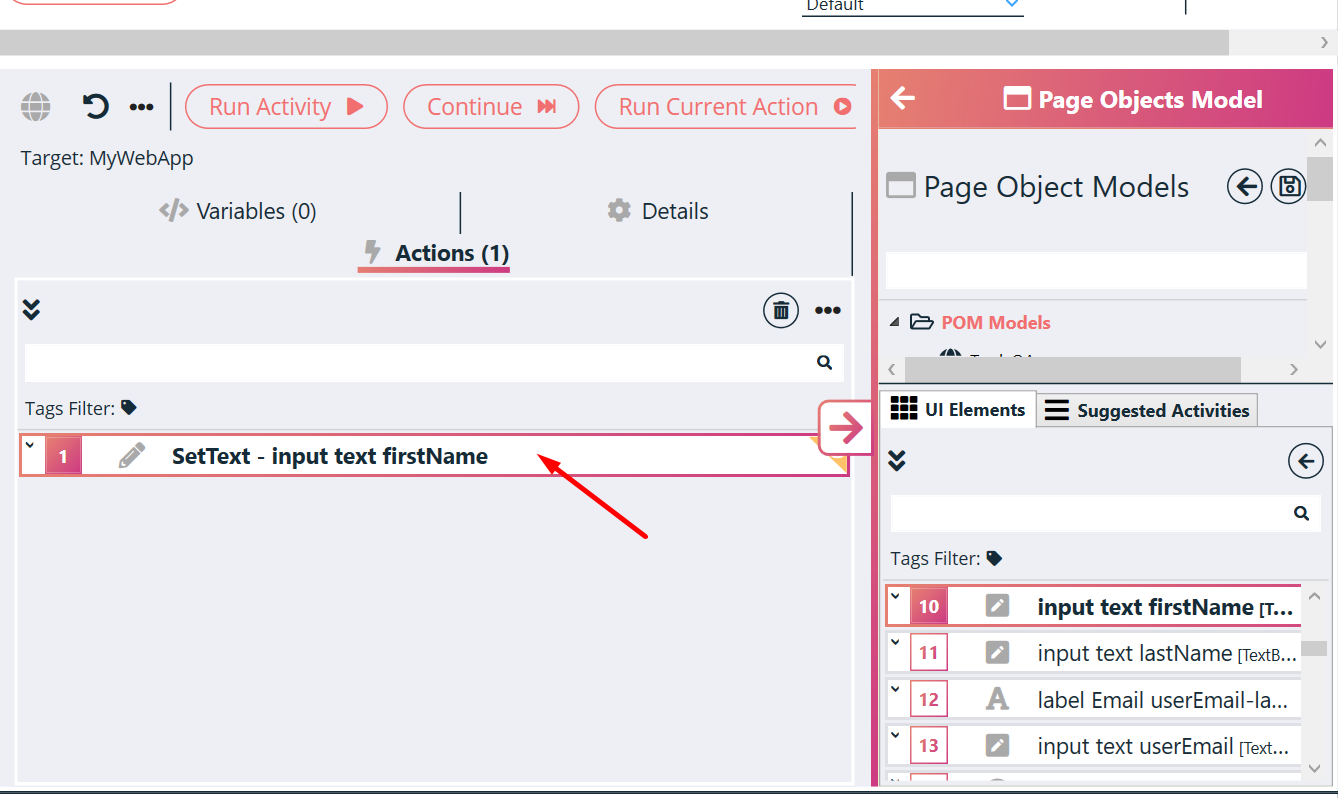 Default
Run Activity
Continue
Run Current Action
Target: MyWebApp
Variables (0)
Details
Actions (1)
Tags Filter:
1
SetText - input text firstName
Page Objects Model
Page Object Models
POM Models
UI Elements
Suggested Activities
Tags Filter:
10 input text firstName [T...
11 input text lastName [TextB...
12 label Email userEmail-la...
13 input text userEmail [Text...